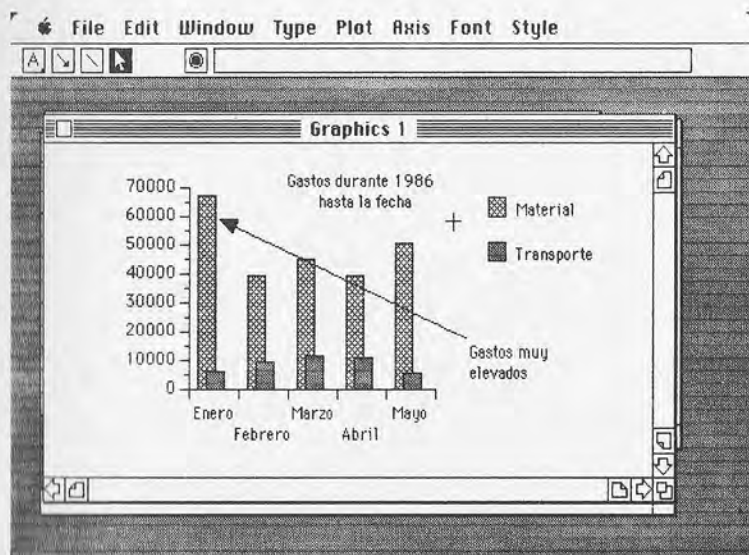 File Edit Window Type Plot Axis Font Style
A
Graphics 1
Gastos durante 1986
hasta la fecha
70000
60000
50000
40000
30000
20000
10000
0
Material
Transporte
Gastos muy
elevados
Enero
Febrero
Marzo
Abril
Mayo